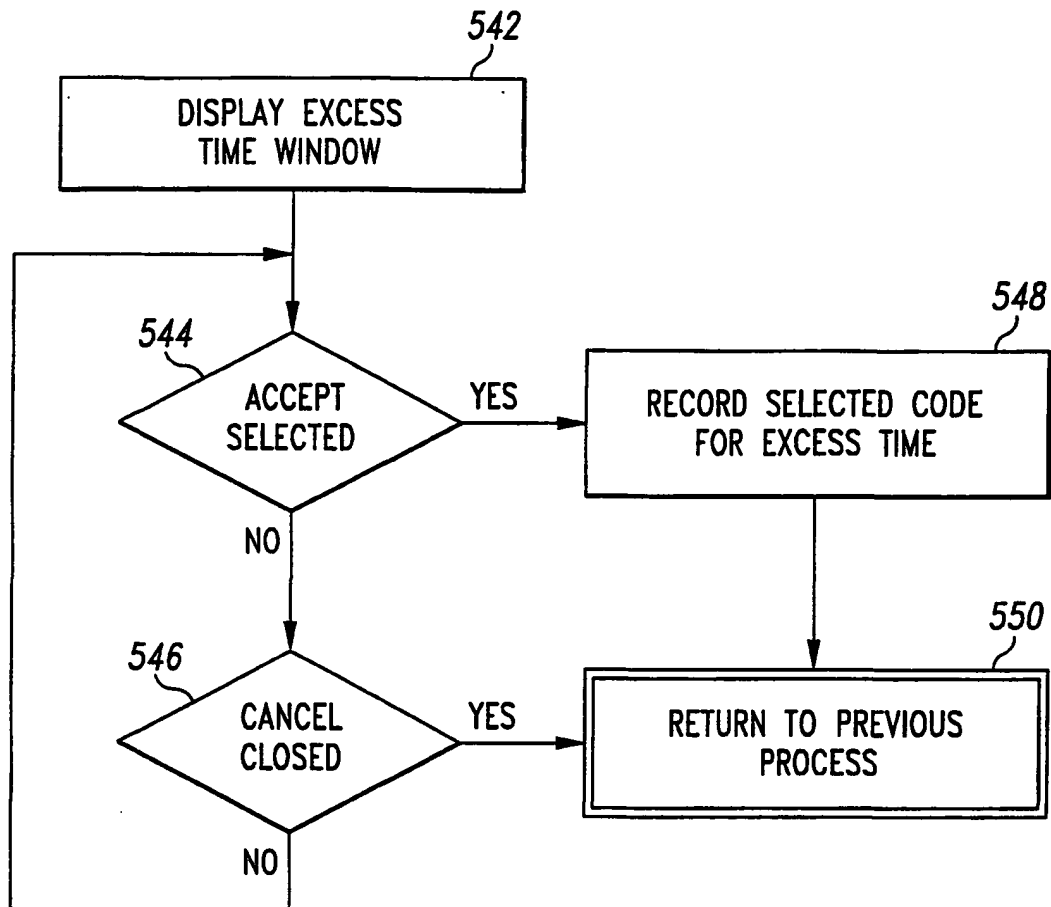 542
DISPLAY EXCESS
TIME WINDOW
544
ACCEPT
SELECTED
YES
548
RECORD SELECTED CODE
FOR EXCESS TIME
NO
546
CANCEL
CLOSED
YES
550
RETURN TO PREVIOUS
PROCESS
NO